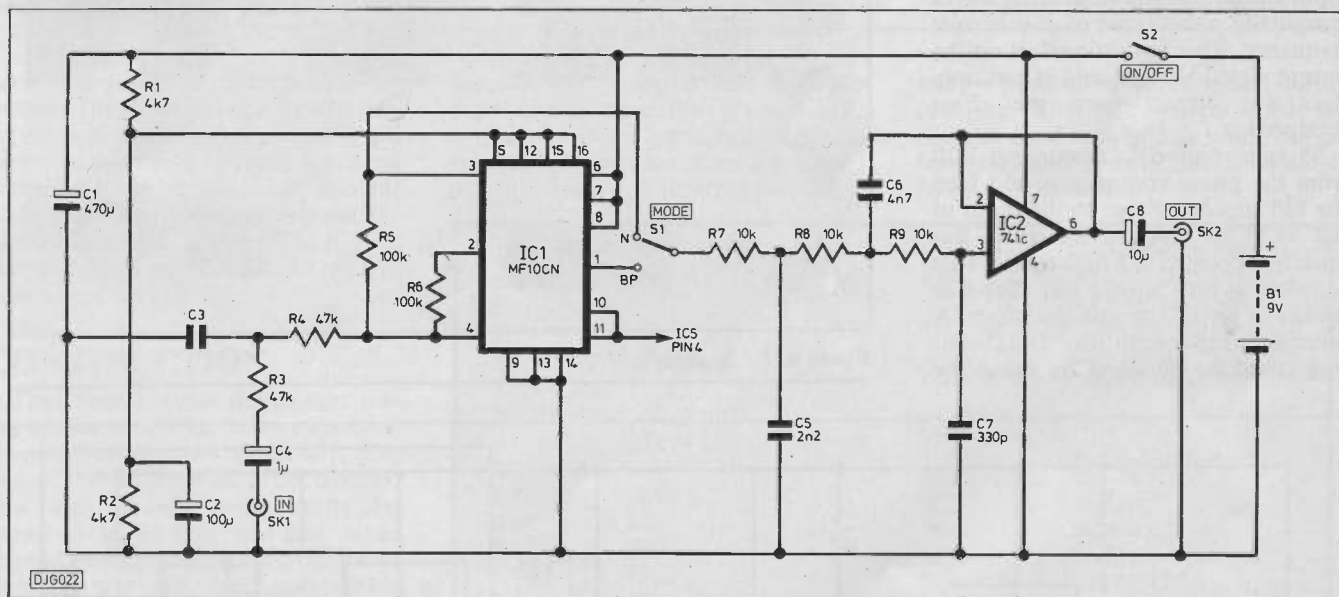 S2
ON/OFF
R1
4k7
5 12 15 16
3
6
7
8
C1
470µ
R5
100k
2
IC1
MF10CN
1
MODE
S1
N
BP
R6
100k
10
11
4
IC5
PIN4
9 13 14
C3
R4 47k
R3
47k
C4
1µ
IN
SK1
R2
4k7
C2
100µ
R7 10k
R8 10k
R9 10k
C6
4n7
2
7
IC2
741c
6
3
4
C8
10µ
OUT
SK2
+
B1
9V
C5
2n2
C7
330p
DJG022